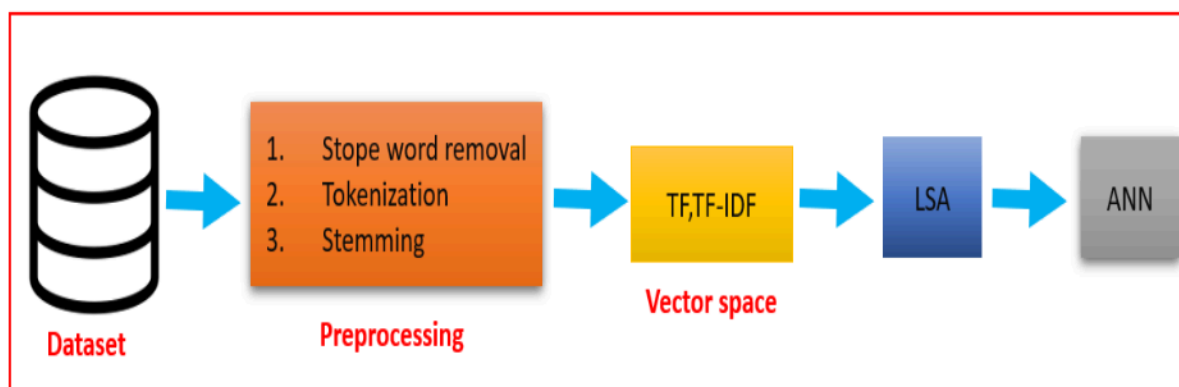 1. Stope word removal
2. Tokenization
3. Stemming
TF,TF-IDF
LSA
ANN
Dataset
Preprocessing
Vector space